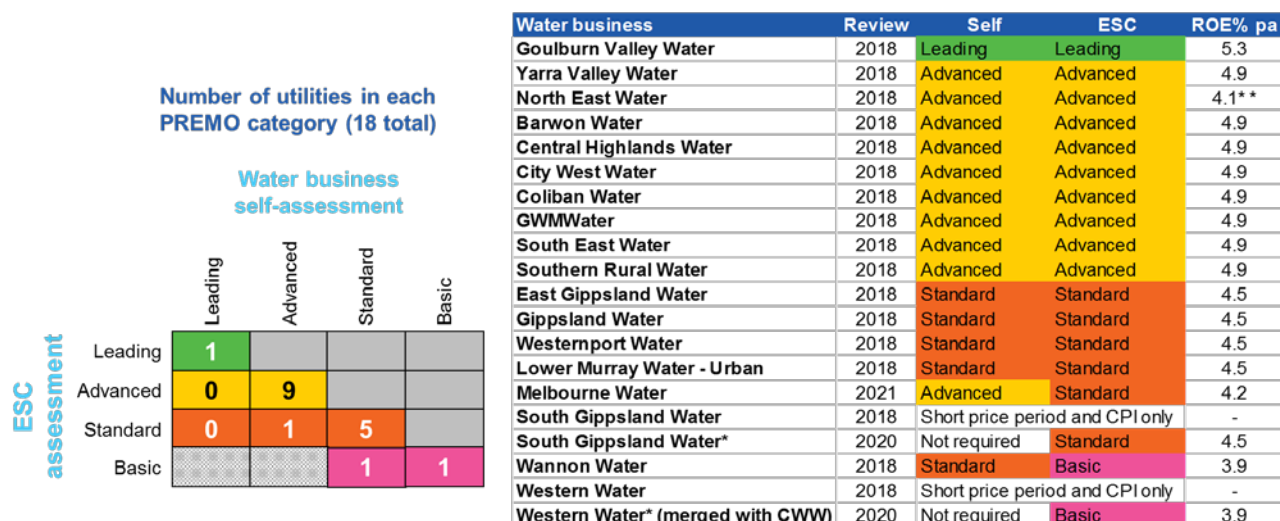 Number of utilities in each
PREMO category (18 total)
Water business
self-assessment
Leading Advanced Standard Basic
ESC
assessment
Leading 1
Advanced 0 9
Standard 0 1 5
Basic 1 1
Water business Review Self ESC ROE% pa
Goulburn Valley Water 2018 Leading Leading 5.3
Yarra Valley Water 2018 Advanced Advanced 4.9
North East Water 2018 Advanced Advanced 4.1**
Barwon Water 2018 Advanced Advanced 4.9
Central Highlands Water 2018 Advanced Advanced 4.9
City West Water 2018 Advanced Advanced 4.9
Coliban Water 2018 Advanced Advanced 4.9
GWMWater 2018 Advanced Advanced 4.9
South East Water 2018 Advanced Advanced 4.9
Southern Rural Water 2018 Advanced Advanced 4.9
East Gippsland Water 2018 Standard Standard 4.5
Gippsland Water 2018 Standard Standard 4.5
Westernport Water 2018 Standard Standard 4.5
Lower Murray Water - Urban 2018 Standard Standard 4.5
Melbourne Water 2021 Advanced Standard 4.2
South Gippsland Water 2018 Short price period and CPI only -
South Gippsland Water* 2020 Not required Standard 4.5
Wannon Water 2018 Standard Basic 3.9
Western Water 2018 Short price period and CPI only -
Western Water* (merged with CWW) 2020 Not required Basic 3.9